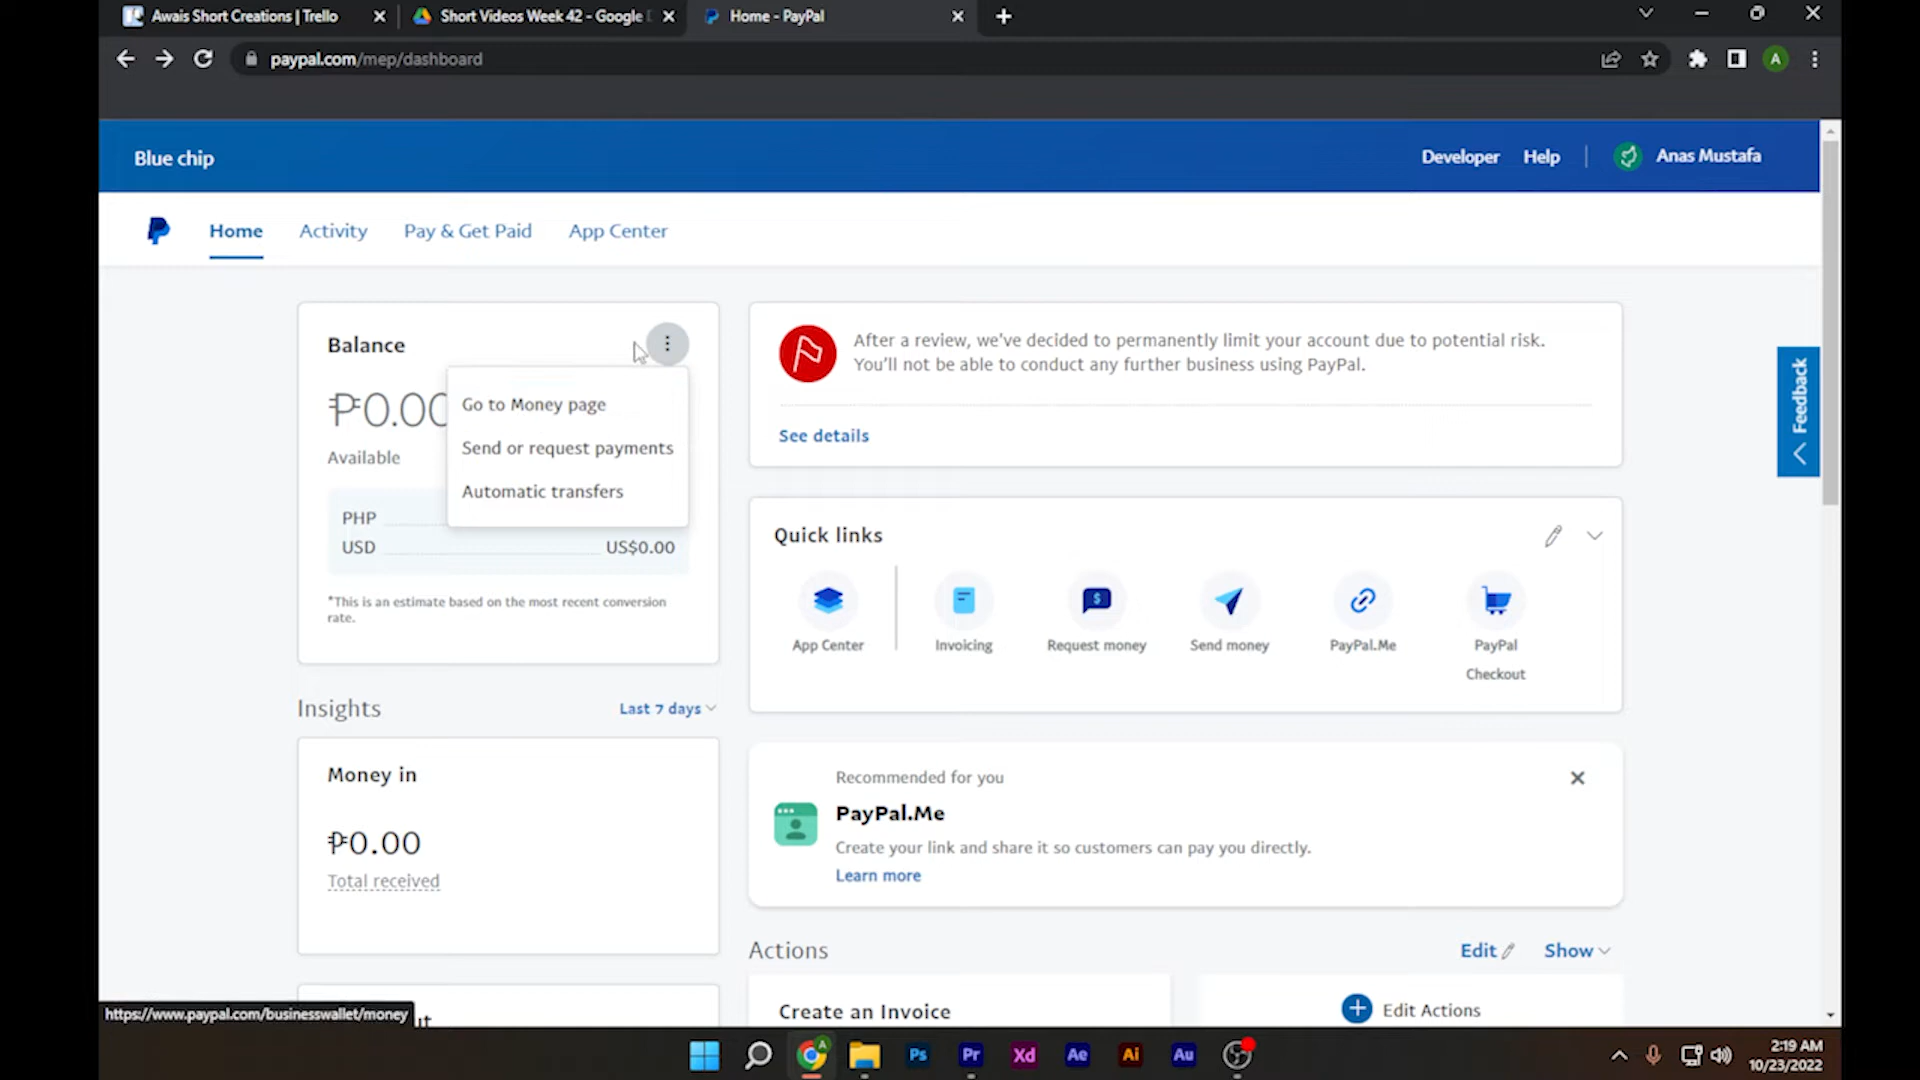 Awais Short Creations | Trello
Short Videos Week 42 - Google D
Home - PayPal
paypal.com/mep/dashboard
A
Blue chip
Developer
Help
Anas Mustafa
Home
Activity
Pay & Get Paid
App Center
Balance
₱0.00
Available
Go to Money page
Send or request payments
Automatic transfers
PHP
USD
US$0.00
*This is an estimate based on the most recent conversion
rate.
Insights
Last 7 days
Money in
₱0.00
Total received
After a review, we've decided to permanently limit your account due to potential risk.
You'll not be able to conduct any further business using PayPal.
See details
Feedback
Quick links
App Center
Invoicing
Request money
Send money
PayPal.Me
PayPal
Checkout
Recommended for you
PayPal.Me
Create your link and share it so customers can pay you directly.
Learn more
Actions
Edit
Show
Create an Invoice
Edit Actions
https://www.paypal.com/businesswallet/money
A
Ps
Pr
Xd
Ae
Ai
Au
2:19 AM
10/23/2022